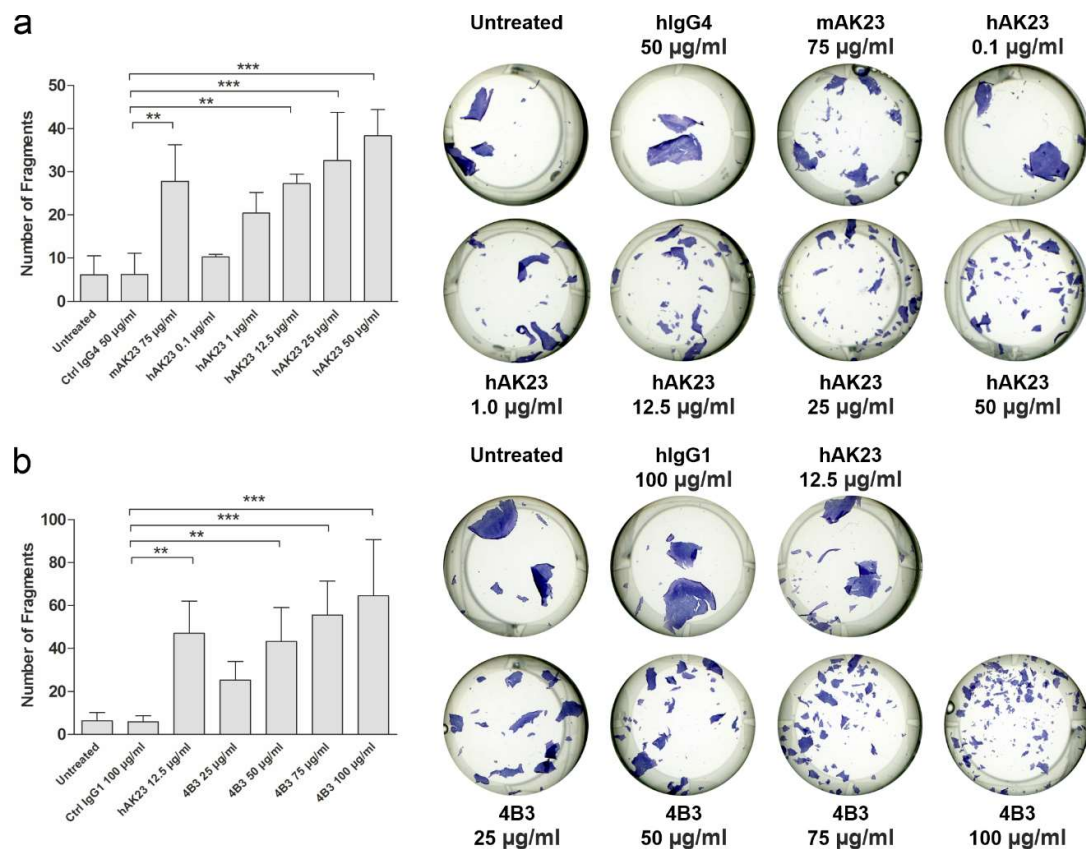 a
Number of Fragments
50
40
30
20
10
0
***
***
**
**
Untreated
Ctrl IgG4 50 µg/ml
mAK23 75 µg/ml
hAK23 0.1 µg/ml
hAK23 1 µg/ml
hAK23 12.5 µg/ml
hAK23 25 µg/ml
hAK23 50 µg/ml
Untreated
hIgG4
50 µg/ml
mAK23
75 µg/ml
hAK23
0.1 µg/ml
hAK23
1.0 µg/ml
hAK23
12.5 µg/ml
hAK23
25 µg/ml
hAK23
50 µg/ml
b
Number of Fragments
100
80
60
40
20
0
***
***
**
**
Untreated
Ctrl IgG1 100 µg/ml
hAK23 12.5 µg/ml
4B3 25 µg/ml
4B3 50 µg/ml
4B3 75 µg/ml
4B3 100 µg/ml
Untreated
hIgG1
100 µg/ml
hAK23
12.5 µg/ml
4B3
25 µg/ml
4B3
50 µg/ml
4B3
75 µg/ml
4B3
100 µg/ml